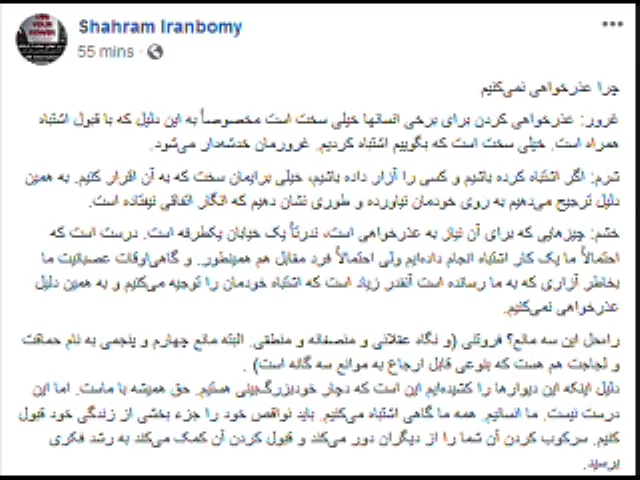 Shahram Iranbomy
55 mins
چرا عذرخواهی نمی‌کنیم
غرور: عذرخواهی کردن برای برخی انسانها خیلی سخت است مخصوصاً به این دلیل که با قبول اشتباه
همراه است. خیلی سخت است که بگوییم اشتباه کردیم. غرورمان خدشه‌دار می‌شود.
شرم: اگر اشتباه کرده باشیم و کسی را آزار داده باشیم، خیلی برایمان سخت که به آن اقرار کنیم. به همین
دلیل ترجیح می‌دهیم به روی خودمان نیاورده و طوری نشان دهیم که انگار اتفاقی نیفتاده است.
خشم: چیزهایی که برای آن نیاز به عذرخواهی است، ندرتاً یک خیابان یکطرفه است. درست است که
احتمالاً ما یک کار اشتباه انجام داده‌ایم ولی احتمالاً فرد مقابل هم همینطور. و گاهی‌اوقات عصبانیت ما
بخاطر آزاری که به ما رسانده است آنقدر زیاد است که اشتباه خودمان را توجیه می‌کنیم و به همین دلیل
عذرخواهی نمی‌کنیم.
راه‌حل این سه مانع؟ فروتنی (و نگاه عقلانی و منصفانه و منطقی. البته مانع چهارم و پنجمی به نام حماقت
و لجاجت هم هست که بنوعی قابل ارجاع به موانع سه گانه است) .
دلیل اینکه این دیوارها را کشیده‌ایم این است که دچار خودبزرگ‌بینی هستیم. حق همیشه با ماست. اما این
درست نیست. ما انسانیم. همه ما گاهی اشتباه می‌کنیم. باید نواقص خود را جزء بخشی از زندگی خود قبول
کنیم. سرکوب کردن آن شما را از دیگران دور می‌کند و قبول کردن آن کمک می‌کند به رشد فکری
برسید.